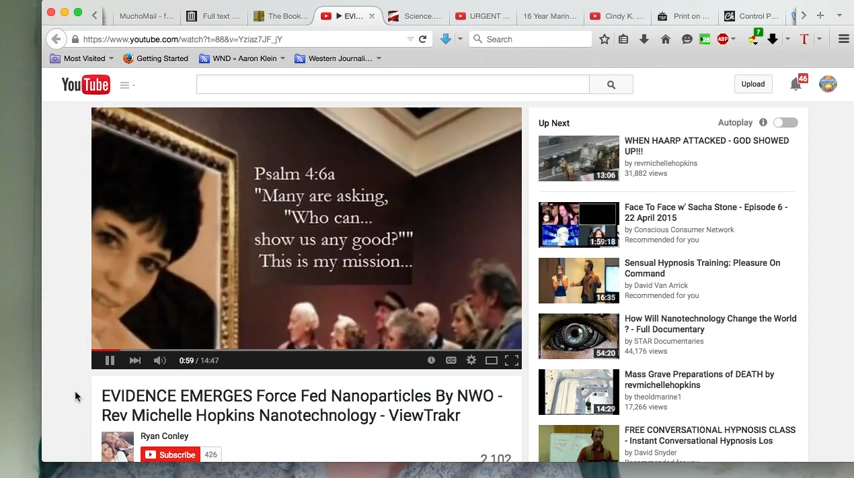 MuchoMail - f...
Full text ...
The Book...
▶ EVI...
Science...
URGENT ...
16 Year Marin...
Cindy K. ...
Print on ...
Control P...
https://www.youtube.com/watch?t=88&v=Yziaz7JF_jY
Search
ABP
7
T
Most Visited
Getting Started
WND » Aaron Klein
Western Journali...
YouTube
Upload
46
Psalm 4:6a
"Many are asking,
"Who can...
show us any good?""
This is my mission...
0:59 / 14:47
EVIDENCE EMERGES Force Fed Nanoparticles By NWO -
Rev Michelle Hopkins Nanotechnology - ViewTrakr
Ryan Conley
Subscribe 426
2,102
Up Next
Autoplay
WHEN HAARP ATTACKED - GOD SHOWED
UP!!!
by revmichellehopkins
31,882 views
13:06
Face To Face w' Sacha Stone - Episode 6 -
22 April 2015
by Conscious Consumer Network
Recommended for you
1:59:18
Sensual Hypnosis Training: Pleasure On
Command
by David Van Arrick
Recommended for you
16:35
How Will Nanotechnology Change the World
? - Full Documentary
by STAR Documentaries
44,176 views
54:20
Mass Grave Preparations of DEATH by
revmichellehopkins
by theoldmarine1
17,266 views
14:29
FREE CONVERSATIONAL HYPNOSIS CLASS
- Instant Conversational Hypnosis Los
by David Snyder